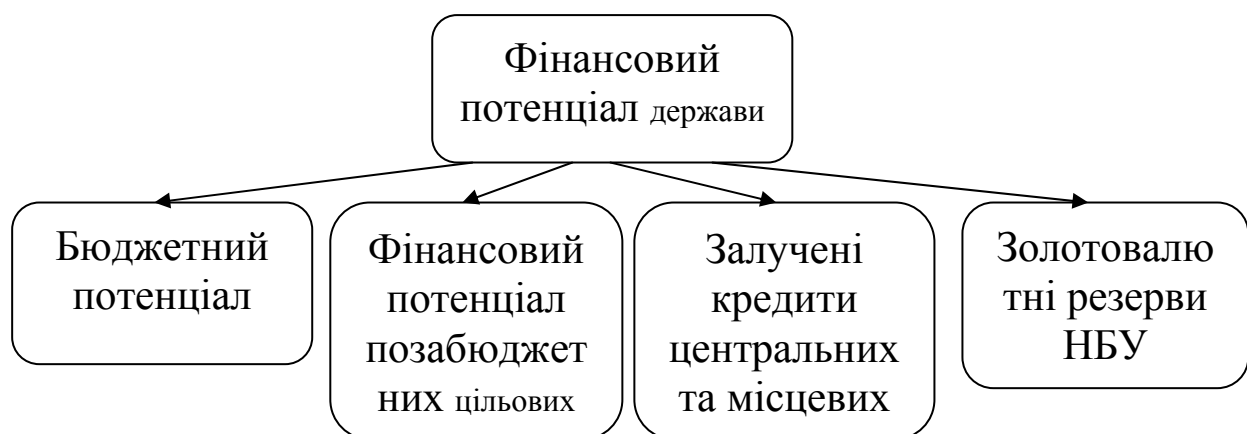 Фінансовий
потенціал держави
Бюджетний
потенціал
Фінансовий
потенціал
позабюджет
них цільових
Залучені
кредити
центральних
та місцевих
Золотовалю
тні резерви
НБУ